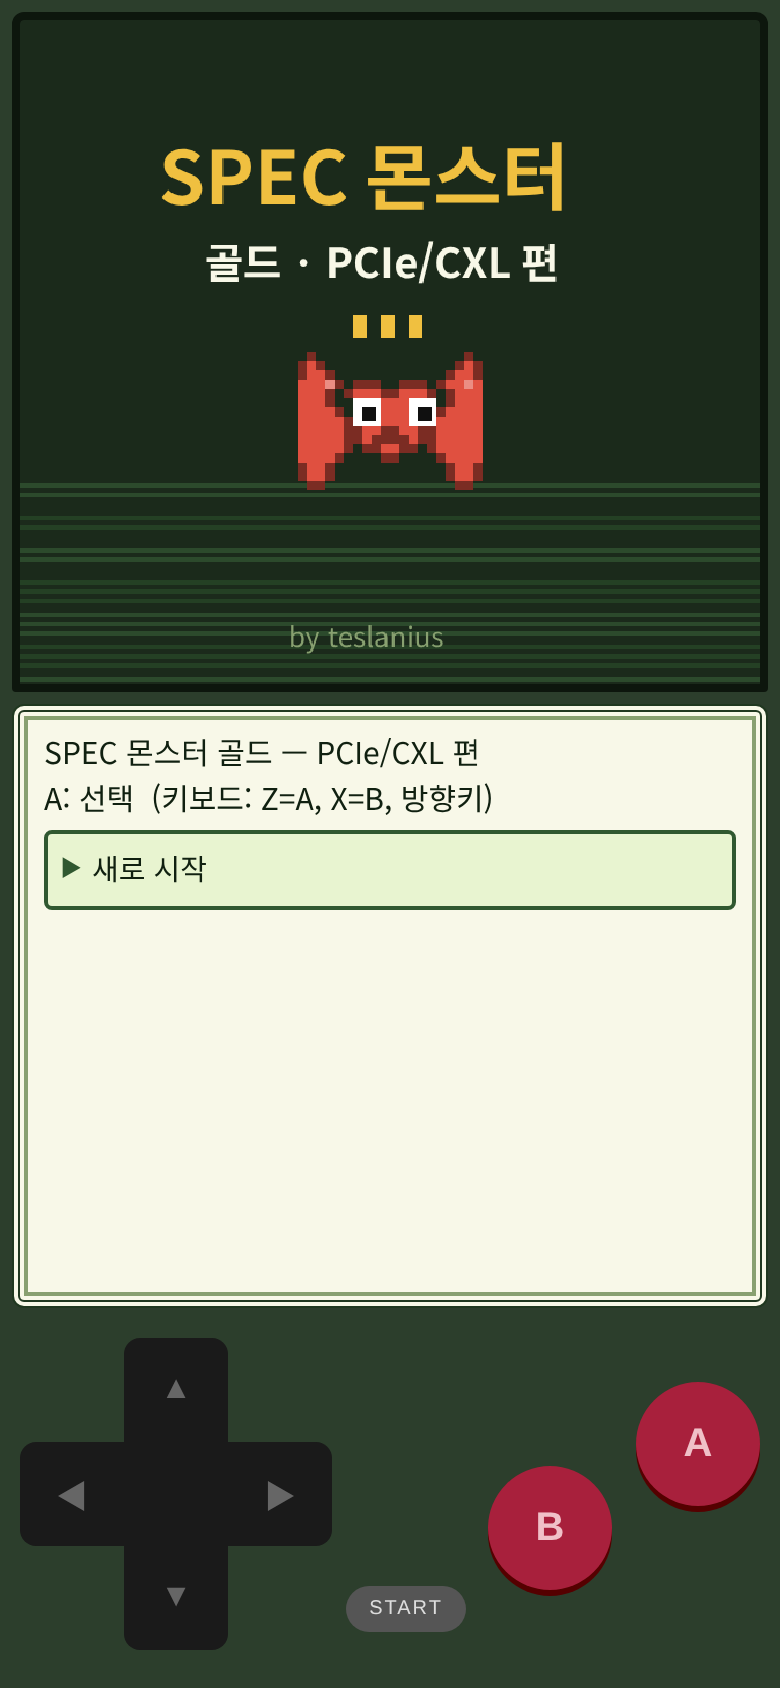 SPEC 몬스터
골드 · PCIe/CXL 편
by teslanius
SPEC 몬스터 골드 — PCIe/CXL 편
A: 선택 (키보드: Z=A, X=B, 방향키)
▶ 새로 시작
▲
◀ ▶
▼
A
B
START